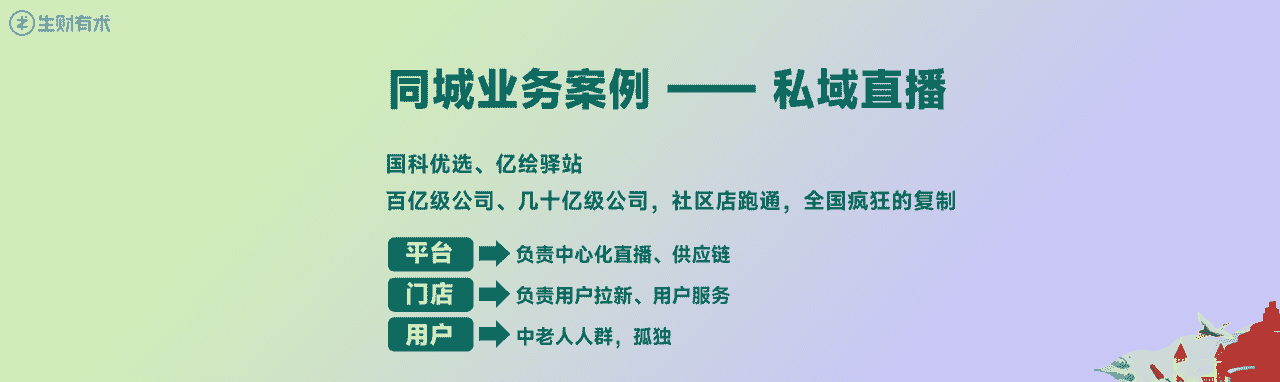 生财有术
同城业务案例 —— 私域直播
国科优选、亿绘驿站
百亿级公司、几十亿级公司，社区店跑通，全国疯狂的复制
平台 负责中心化直播、供应链
门店 负责用户拉新、用户服务
用户 中老人人群，孤独